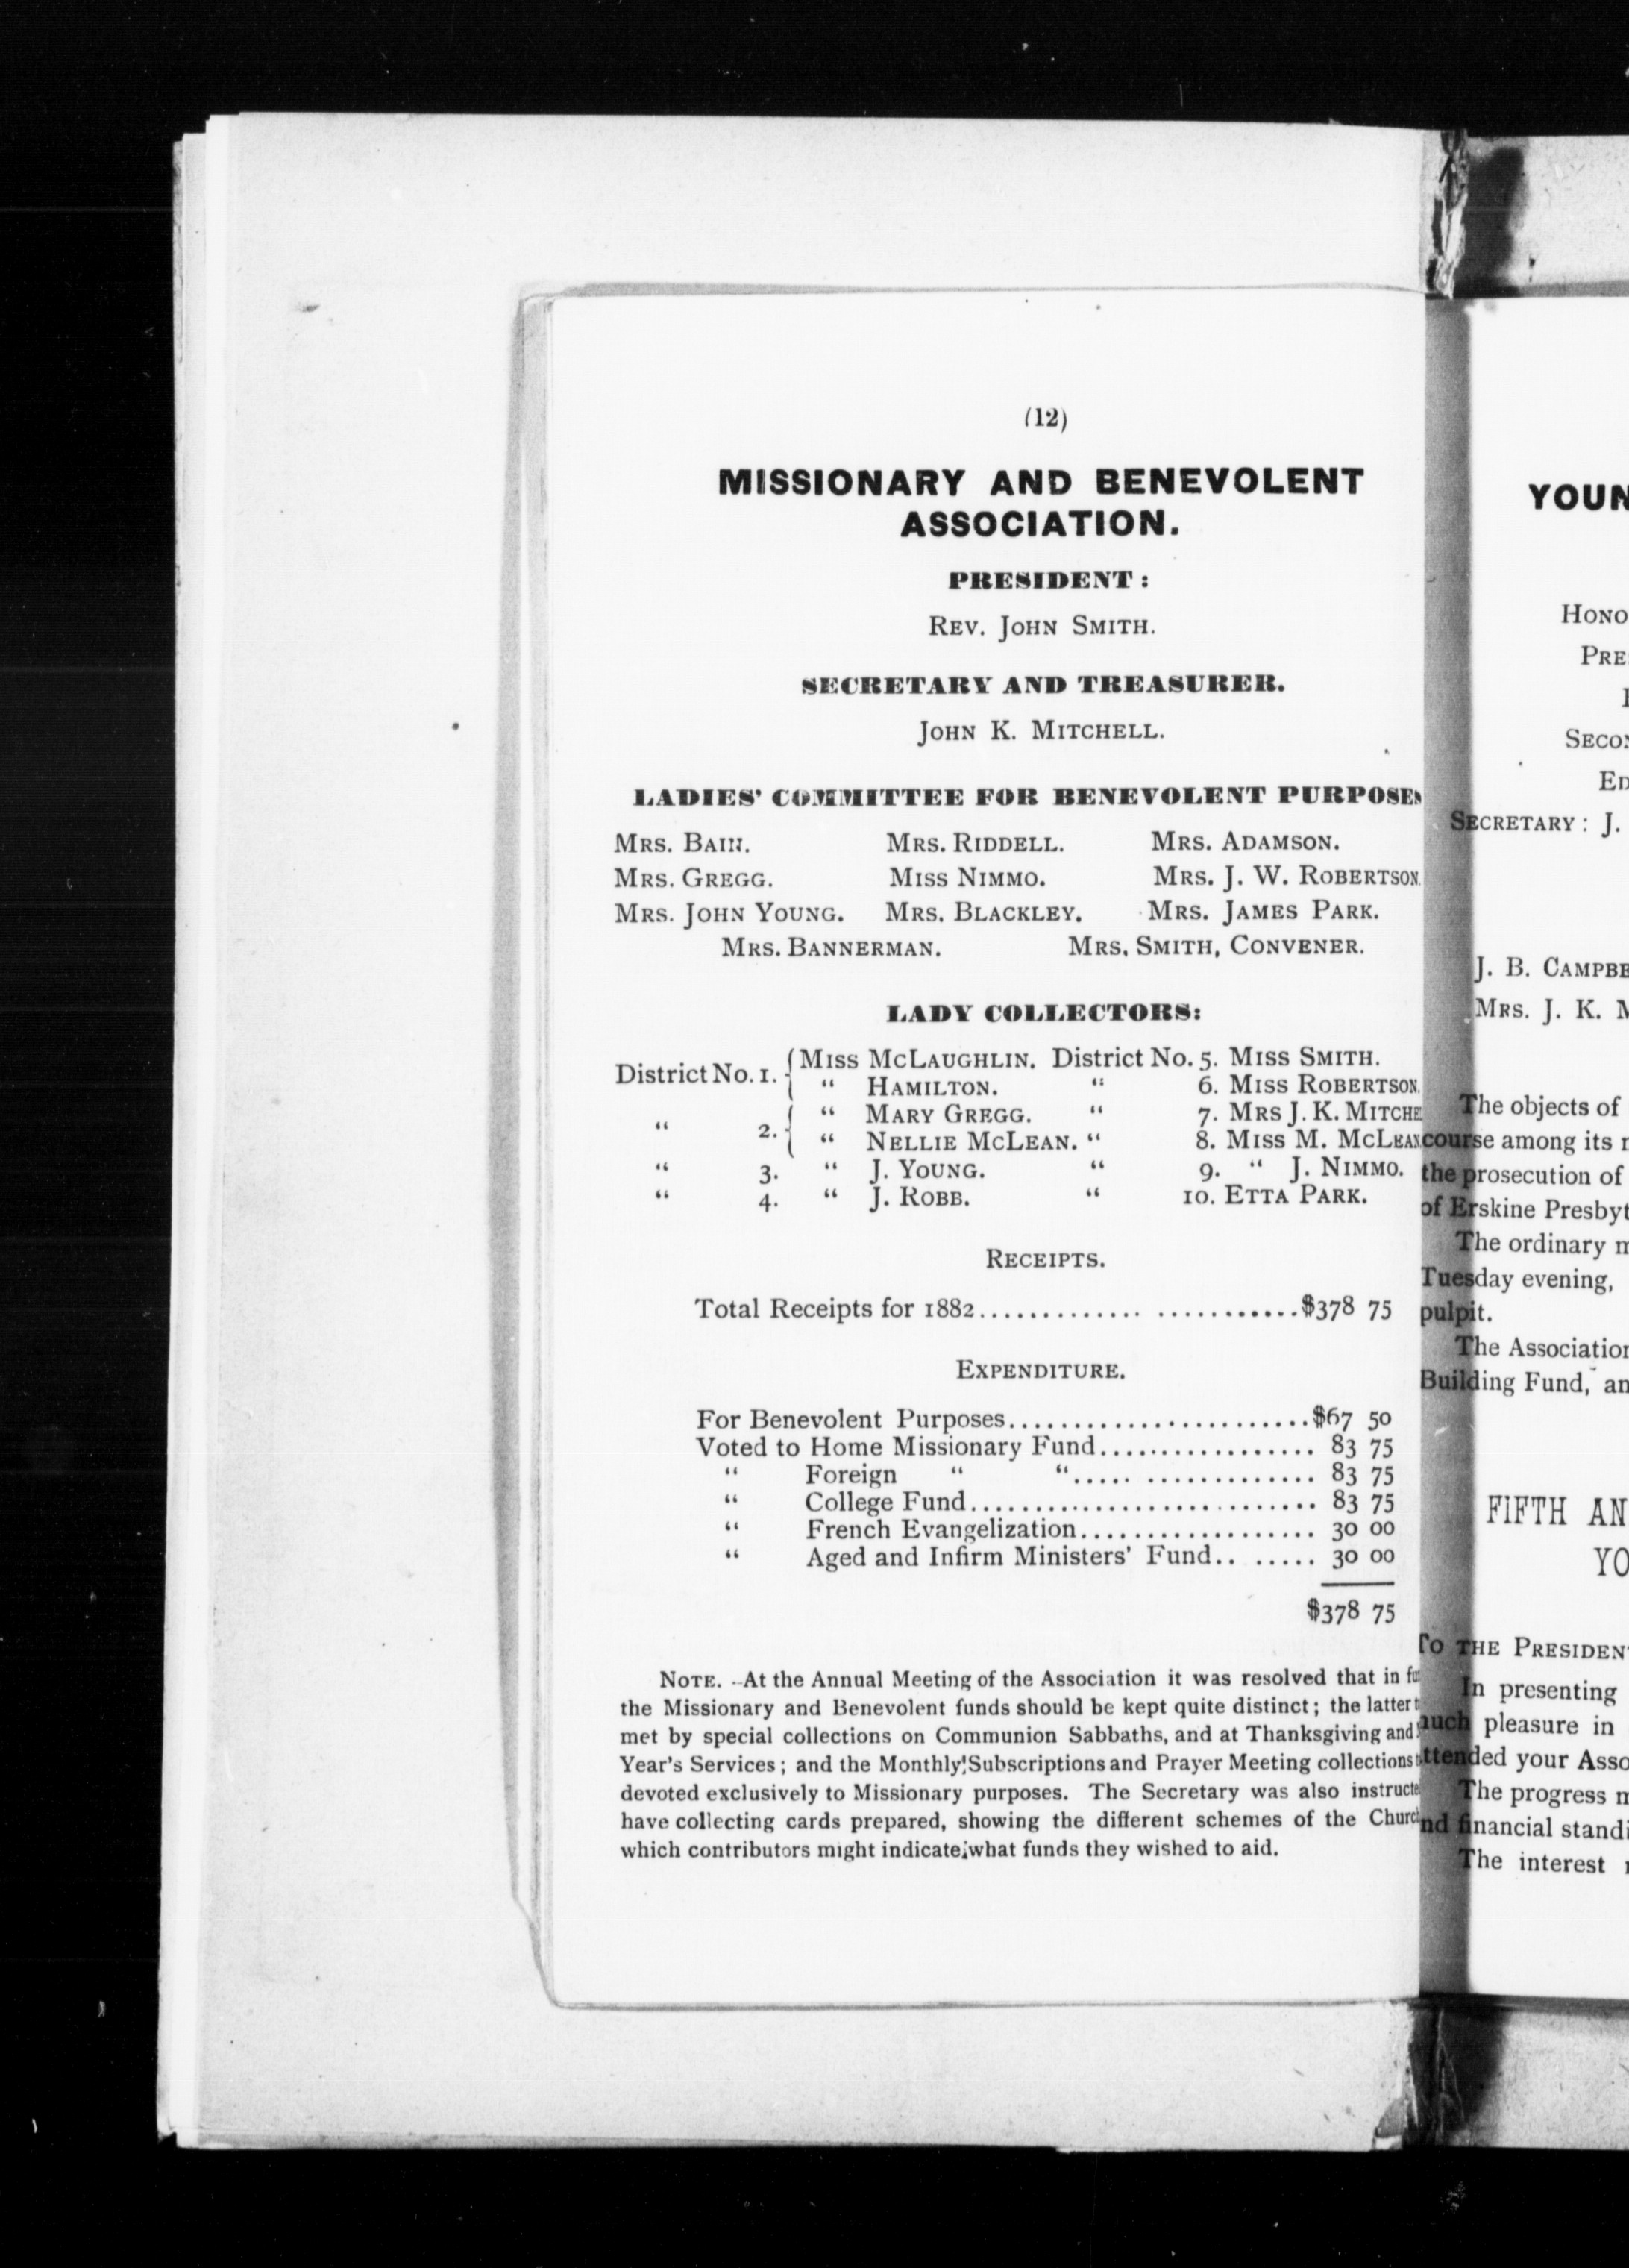 (12)
MISSIONARY AND BENEVOLENT
ASSOCIATION.
PRESIDENT:
REV. JOHN SMITH.
SECRETARY AND TREASURER.
JOHN K. MITCHELL.
LADIES' COMMITTEE FOR BENEVOLENT PURPOSES
MRS. BAIN. MRS. RIDDELL. MRS. ADAMSON.
MRS. GREGG. MISS NIMMO. MRS. J. W. ROBERTSON.
MRS. JOHN YOUNG. MRS. BLACKLEY. MRS. JAMES PARK.
MRS. BANNERMAN. MRS. SMITH, CONVENER.
LADY COLLECTORS:
District No. 1. { MISS MCLAUGHLIN. District No. 5. MISS SMITH.
" HAMILTON. " 6. MISS ROBERTSON.
" 2. { " MARY GREGG. " 7. MRS J. K. MITCHE
" NELLIE MCLEAN. " 8. MISS M. MCLEAN
" 3. " J. YOUNG. " 9. " J. NIMMO.
" 4. " J. ROBB. " 10. ETTA PARK.
RECEIPTS.
Total Receipts for 1882........................$378 75
EXPENDITURE.
For Benevolent Purposes........................$67 50
Voted to Home Missionary Fund................. 83 75
" Foreign " ".................. 83 75
" College Fund........................... 83 75
" French Evangelization................... 30 00
" Aged and Infirm Ministers' Fund.. ..... 30 00
$378 75
NOTE.--At the Annual Meeting of the Association it was resolved that in fu
the Missionary and Benevolent funds should be kept quite distinct; the latter t
met by special collections on Communion Sabbaths, and at Thanksgiving and
Year's Services; and the Monthly Subscriptions and Prayer Meeting collections
devoted exclusively to Missionary purposes. The Secretary was also instructe
have collecting cards prepared, showing the different schemes of the Church
which contributors might indicate what funds they wished to aid.
YOUN
HONO
PRE
SECON
ED
SECRETARY: J.
J. B. CAMPBE
MRS. J. K. M
The objects of
course among its
the prosecution of
of Erskine Presbyt
The ordinary m
Tuesday evening,
pulpit.
The Association
Building Fund, an
FIFTH AN
YO
TO THE PRESIDENT
In presenting
much pleasure in
attended your Asso
The progress m
and financial standi
The interest